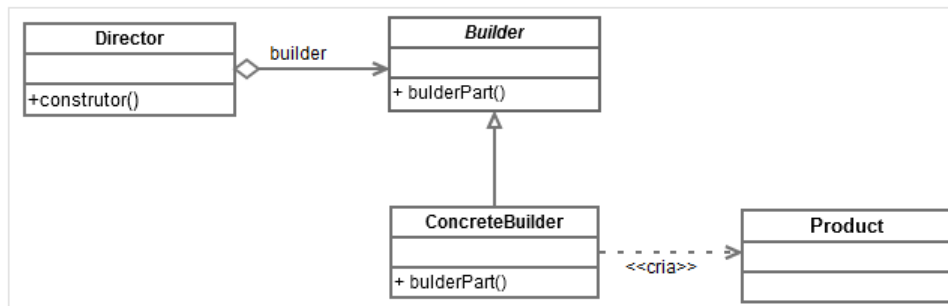 Director
builder
Builder
+construtor()
+ bulderPart()
ConcreteBuilder
Product
<<cria>>
+ bulderPart()